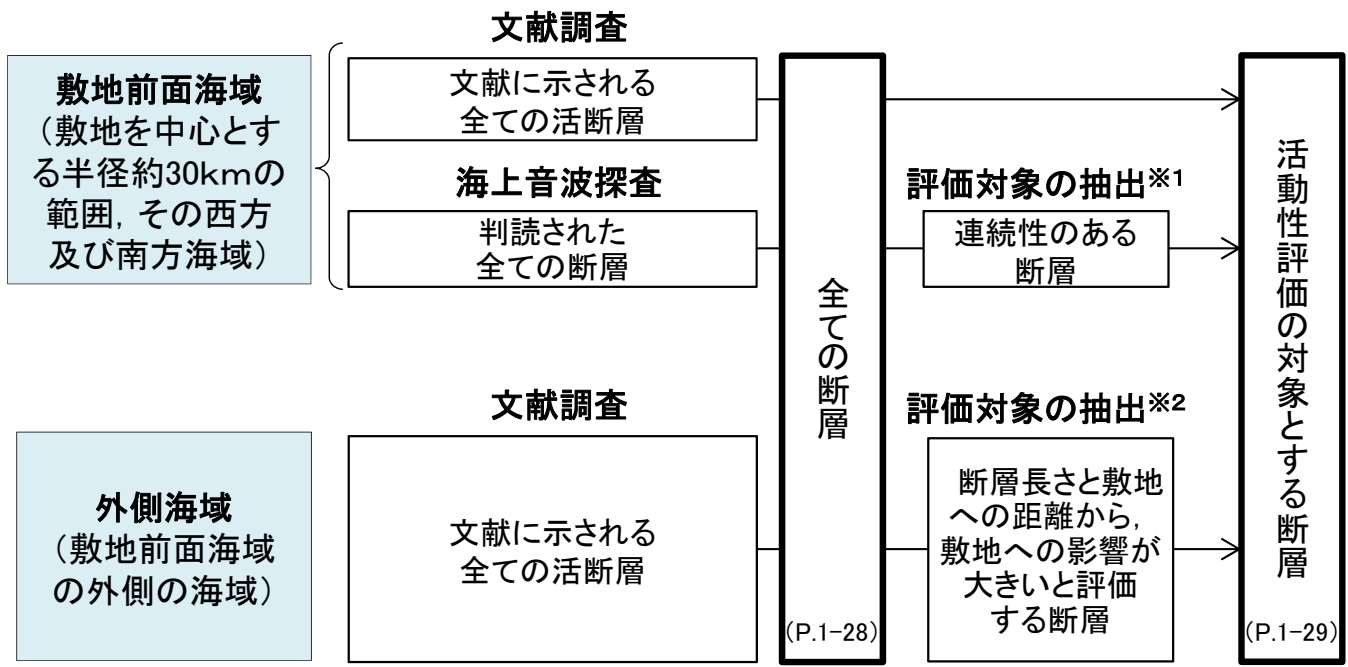 文献調査
敷地前面海域
（敷地を中心とす
る半径約30kmの
範囲，その西方
及び南方海域）
文献に示される
全ての活断層
海上音波探査
判読された
全ての断層
評価対象の抽出※1
連続性のある
断層
文献調査
外側海域
（敷地前面海域
の外側の海域）
文献に示される
全ての活断層
全ての断層
(P.1-28)
評価対象の抽出※2
断層長さと敷地
への距離から，
敷地への影響が
大きいと評価
する断層
活動性評価の対象とする断層
(P.1-29)